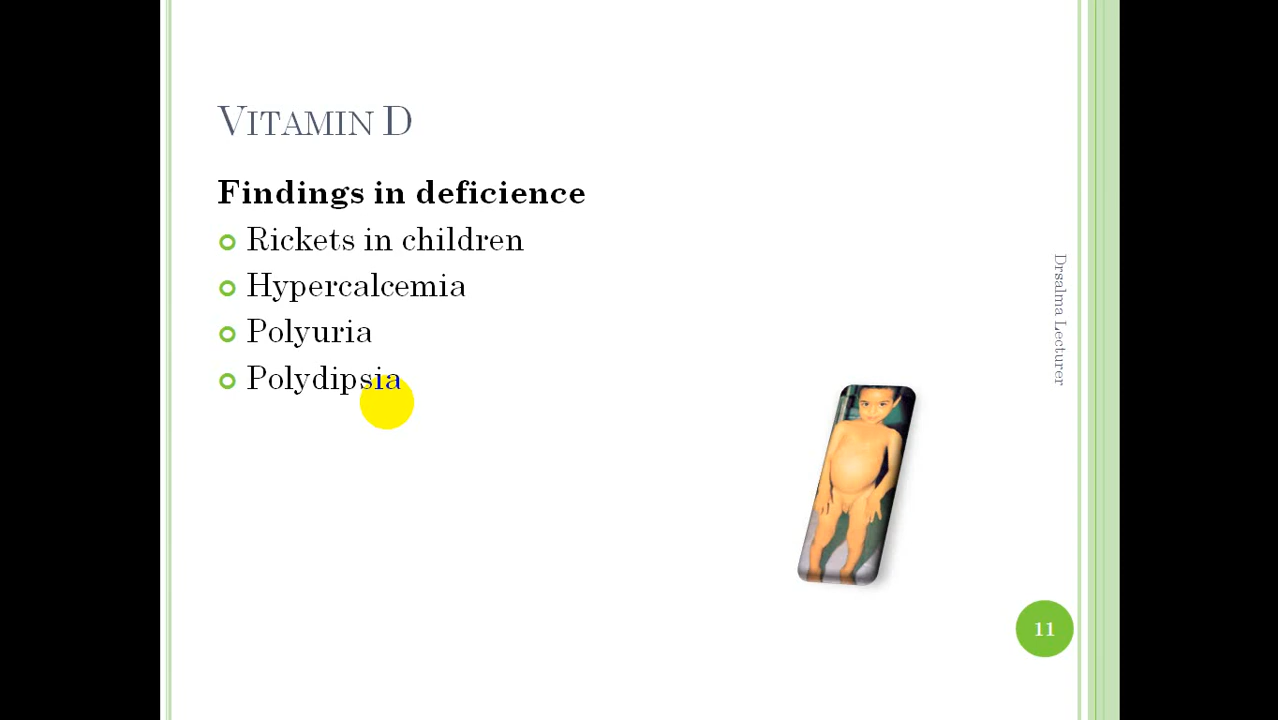 VITAMIN D
Findings in deficience
Rickets in children
Hypercalcemia
Polyuria
Polydipsia
Drsalma Lecturer
11